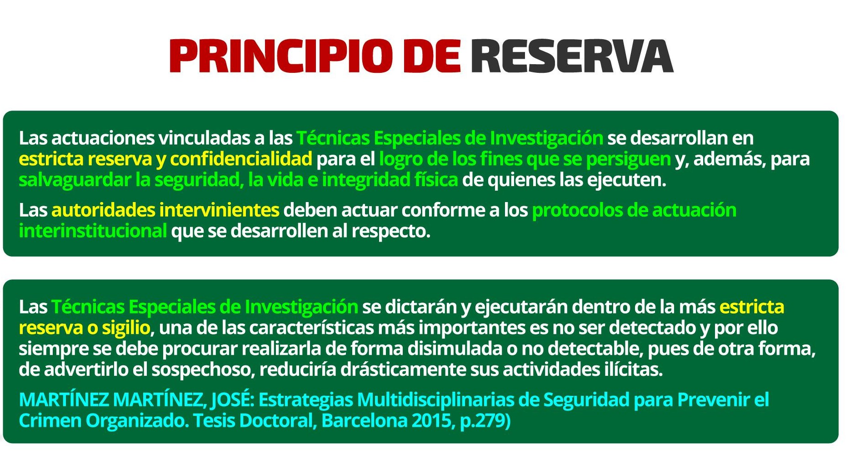 PRINCIPIO DE RESERVA
Las actuaciones vinculadas a las Técnicas Especiales de Investigación se desarrollan en
estricta reserva y confidencialidad para el logro de los fines que se persiguen y, además, para
salvaguardar la seguridad, la vida e integridad física de quienes las ejecuten.
Las autoridades intervinientes deben actuar conforme a los protocolos de actuación
interinstitucional que se desarrollen al respecto.
Las Técnicas Especiales de Investigación se dictarán y ejecutarán dentro de la más estricta
reserva o sigilio, una de las características más importantes es no ser detectado y por ello
siempre se debe procurar realizarla de forma disimulada o no detectable, pues de otra forma,
de advertirlo el sospechoso, reduciría drásticamente sus actividades ilícitas.
MARTÍNEZ MARTÍNEZ, JOSÉ: Estrategias Multidisciplinarias de Seguridad para Prevenir el
Crimen Organizado. Tesis Doctoral, Barcelona 2015, p.279)